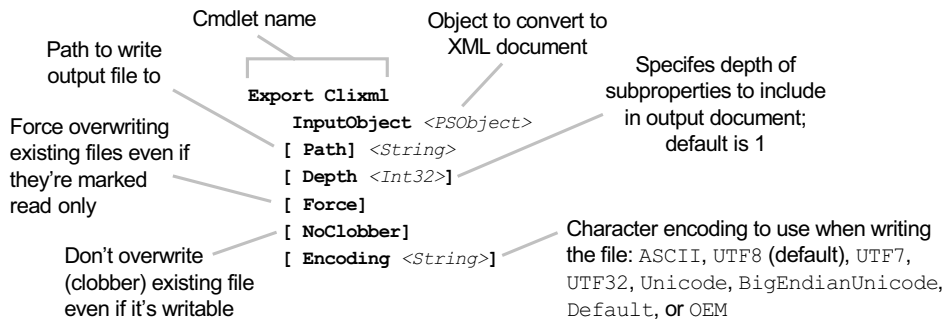 Cmdlet name
Object to convert to
XML document
Path to write
output file to
Specifes depth of
subproperties to include
in output document;
default is 1
Export Clixml
InputObject <PSObject>
[ Path] <String>
[ Depth <Int32>]
[ Force]
[ NoClobber]
[ Encoding <String>]
Force overwriting
existing files even if
they're marked
read only
Don't overwrite
(clobber) existing file
even if it's writable
Character encoding to use when writing
the file: ASCII, UTF8 (default), UTF7,
UTF32, Unicode, BigEndianUnicode,
Default, or OEM